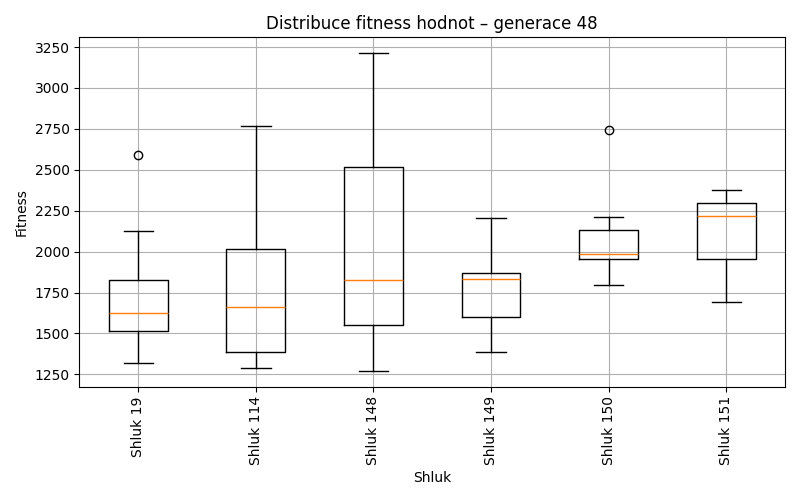 Distribuce fitness hodnot – generace 48
Fitness
3250
3000
2750
2500
2250
2000
1750
1500
1250
Shluk 19
Shluk 114
Shluk 148
Shluk 149
Shluk 150
Shluk 151
Shluk